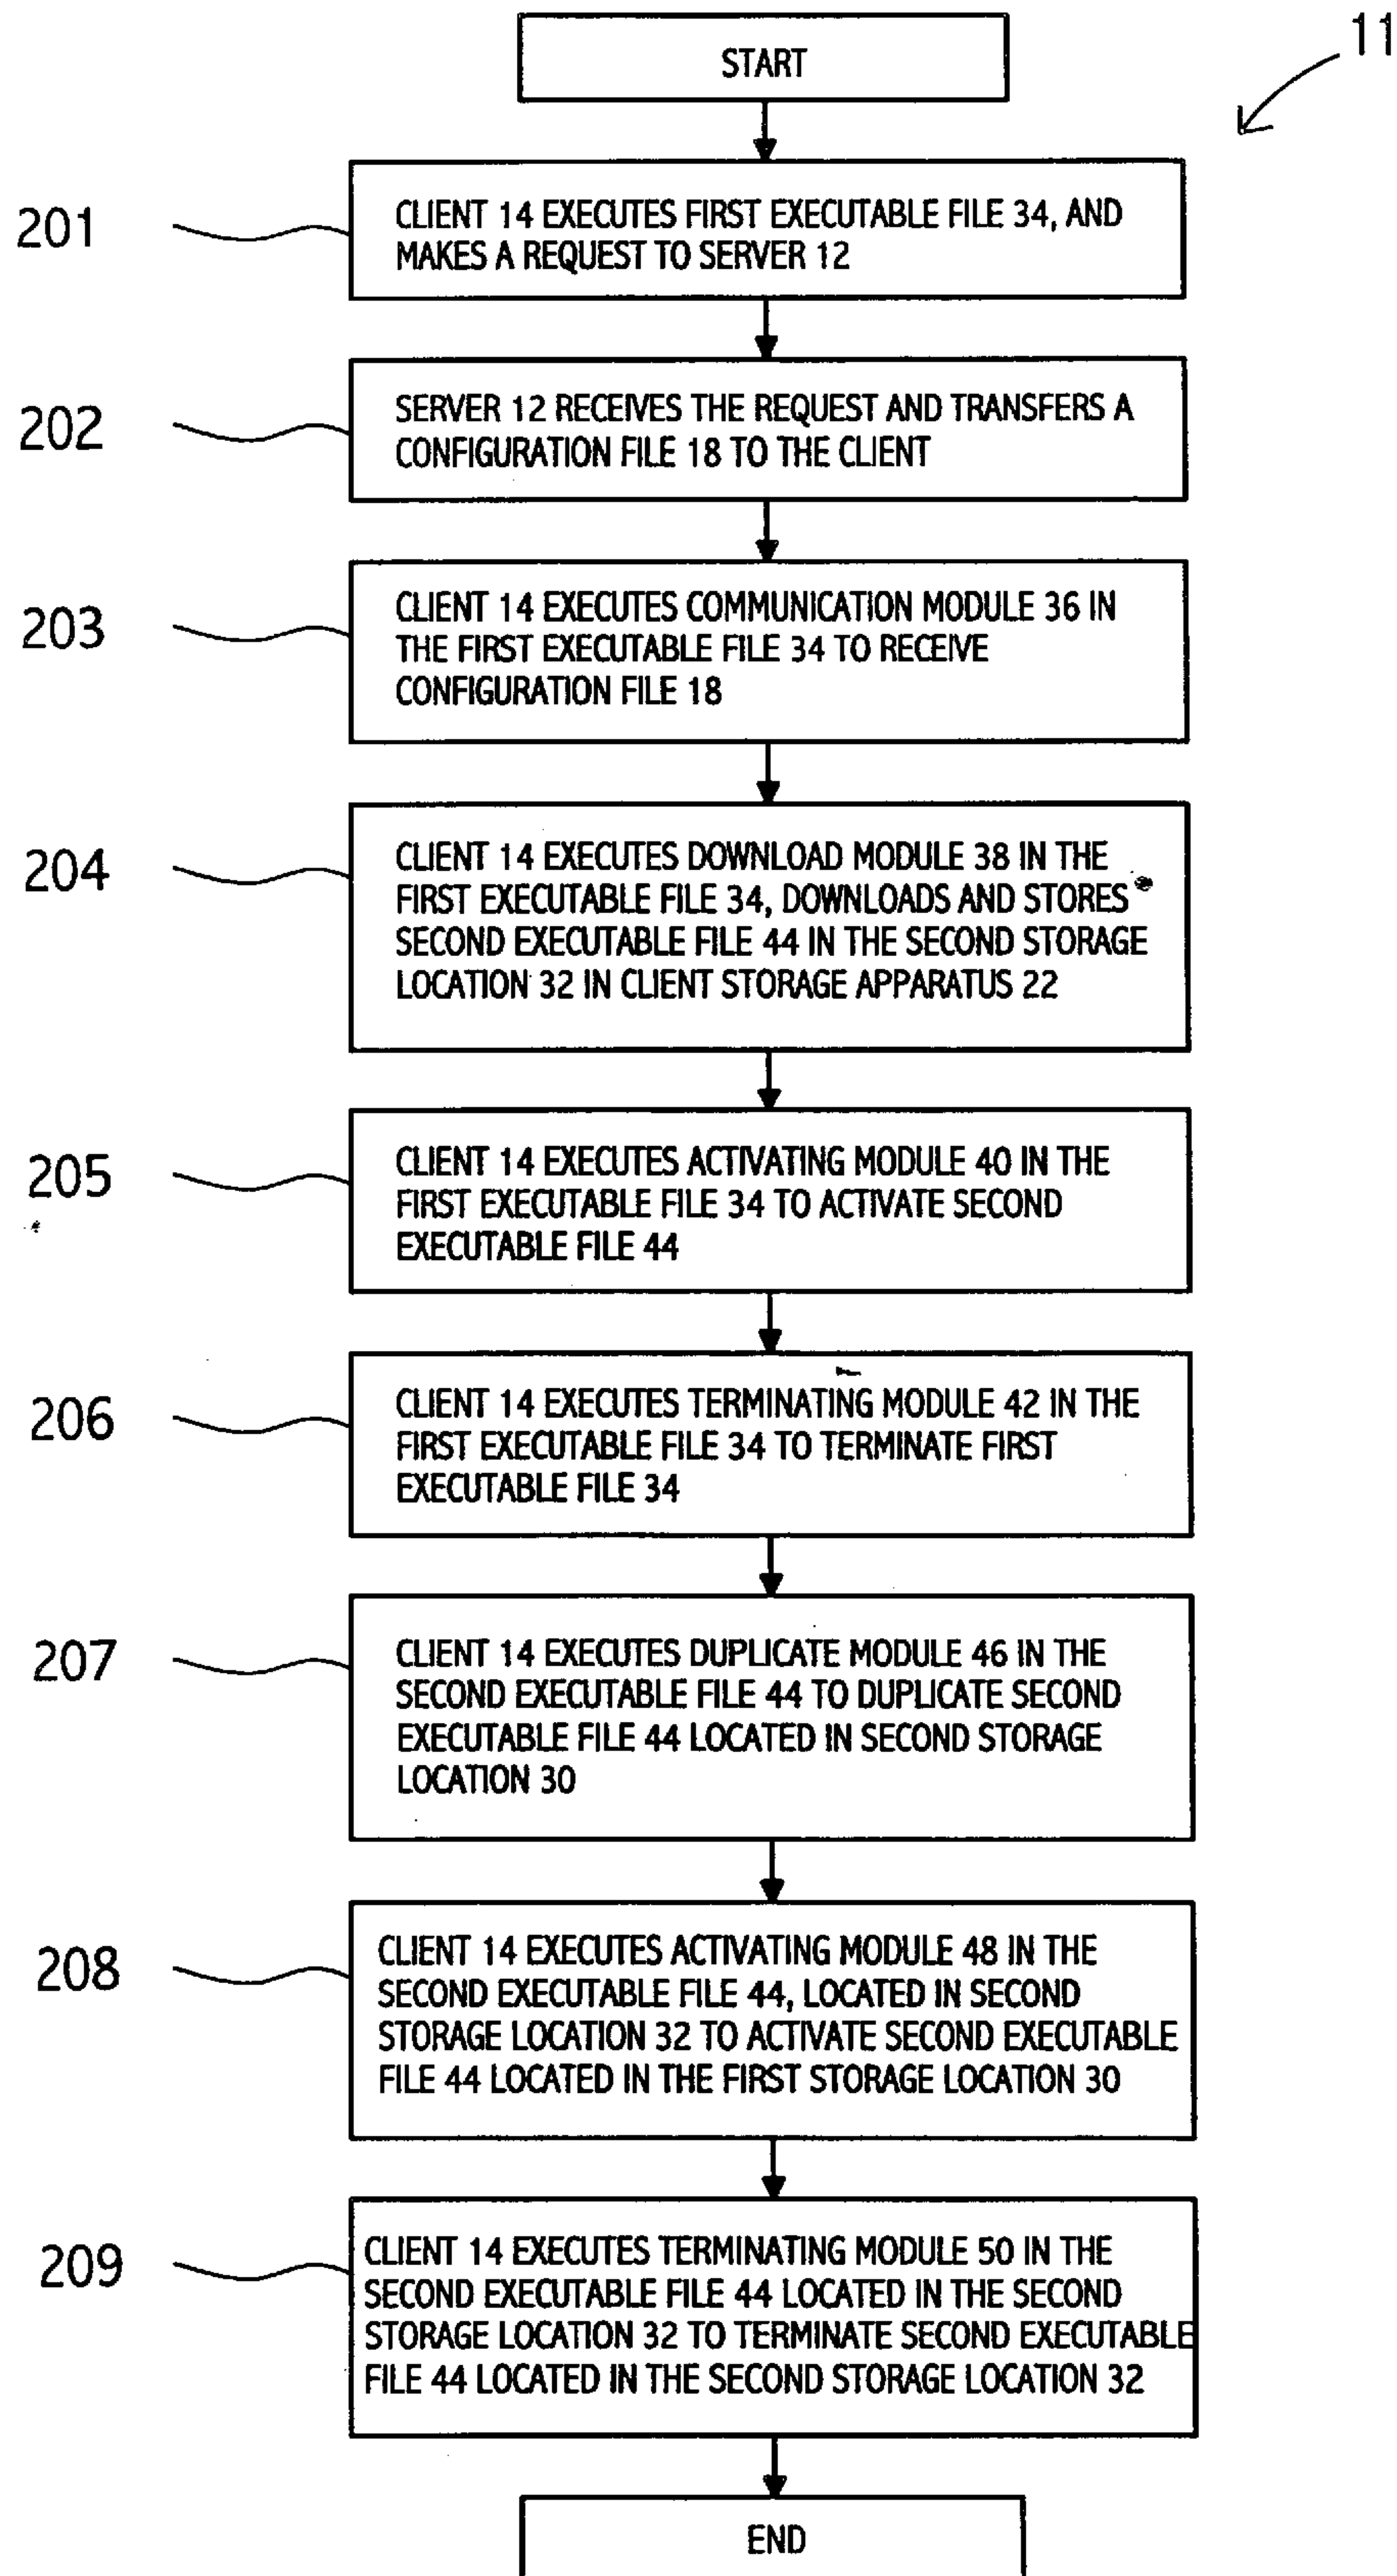 START
11
201
CLIENT 14 EXECUTES FIRST EXECUTABLE FILE 34, AND
MAKES A REQUEST TO SERVER 12
202
SERVER 12 RECEIVES THE REQUEST AND TRANSFERS A
CONFIGURATION FILE 18 TO THE CLIENT
203
CLIENT 14 EXECUTES COMMUNICATION MODULE 36 IN
THE FIRST EXECUTABLE FILE 34 TO RECEIVE
CONFIGURATION FILE 18
204
CLIENT 14 EXECUTES DOWNLOAD MODULE 38 IN THE
FIRST EXECUTABLE FILE 34, DOWNLOADS AND STORES
SECOND EXECUTABLE FILE 44 IN THE SECOND STORAGE
LOCATION 32 IN CLIENT STORAGE APPARATUS 22
205
CLIENT 14 EXECUTES ACTIVATING MODULE 40 IN THE
FIRST EXECUTABLE FILE 34 TO ACTIVATE SECOND
EXECUTABLE FILE 44
206
CLIENT 14 EXECUTES TERMINATING MODULE 42 IN THE
FIRST EXECUTABLE FILE 34 TO TERMINATE FIRST
EXECUTABLE FILE 34
207
CLIENT 14 EXECUTES DUPLICATE MODULE 46 IN THE
SECOND EXECUTABLE FILE 44 TO DUPLICATE SECOND
EXECUTABLE FILE 44 LOCATED IN SECOND STORAGE
LOCATION 30
208
CLIENT 14 EXECUTES ACTIVATING MODULE 48 IN THE
SECOND EXECUTABLE FILE 44, LOCATED IN SECOND
STORAGE LOCATION 32 TO ACTIVATE SECOND EXECUTABLE
FILE 44 LOCATED IN THE FIRST STORAGE LOCATION 30
209
CLIENT 14 EXECUTES TERMINATING MODULE 50 IN THE
SECOND EXECUTABLE FILE 44 LOCATED IN THE SECOND
STORAGE LOCATION 32 TO TERMINATE SECOND EXECUTABLE
FILE 44 LOCATED IN THE SECOND STORAGE LOCATION 32
END